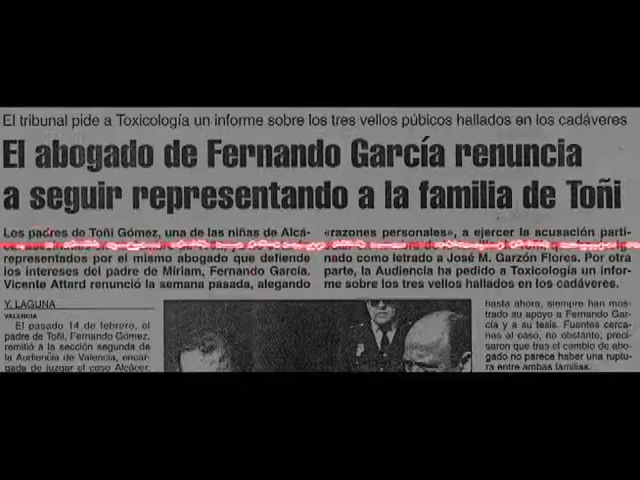 El tribunal pide a Toxicología un informe sobre los tres vellos púbicos hallados en los cadáveres
El abogado de Fernando García renuncia
a seguir representando a la familia de Toñi
Los padres de Toñi Gómez, una de las niñas de Alcá-
representados por el mismo abogado que defiende
los intereses del padre de Míriam, Fernando García.
Vicente Attard renunció la semana pasada, alegando
«razones personales», a ejercer la acusación parti-
nado como letrado a José M. Garzón Flores. Por otra
parte, la Audiencia ha pedido a Toxicología un infor-
me sobre los tres vellos hallados en los cadáveres.
Y. LAGUNA
VALENCIA
El pasado 14 de febrero, el
padre de Toñi, Fernando Gómez,
remitió a la sección segunda de
la Audiencia de Valencia, encar-
gada de juzgar el caso Alcàcer,
hasta ahora, siempre han mos-
trado su apoyo a Fernando Gar-
cía y a su tesis. Fuentes cerca-
nas al caso, no obstante, preci-
saron que tras el cambio de abo-
gado no parece haber una ruptu-
ra entre ambas familias.